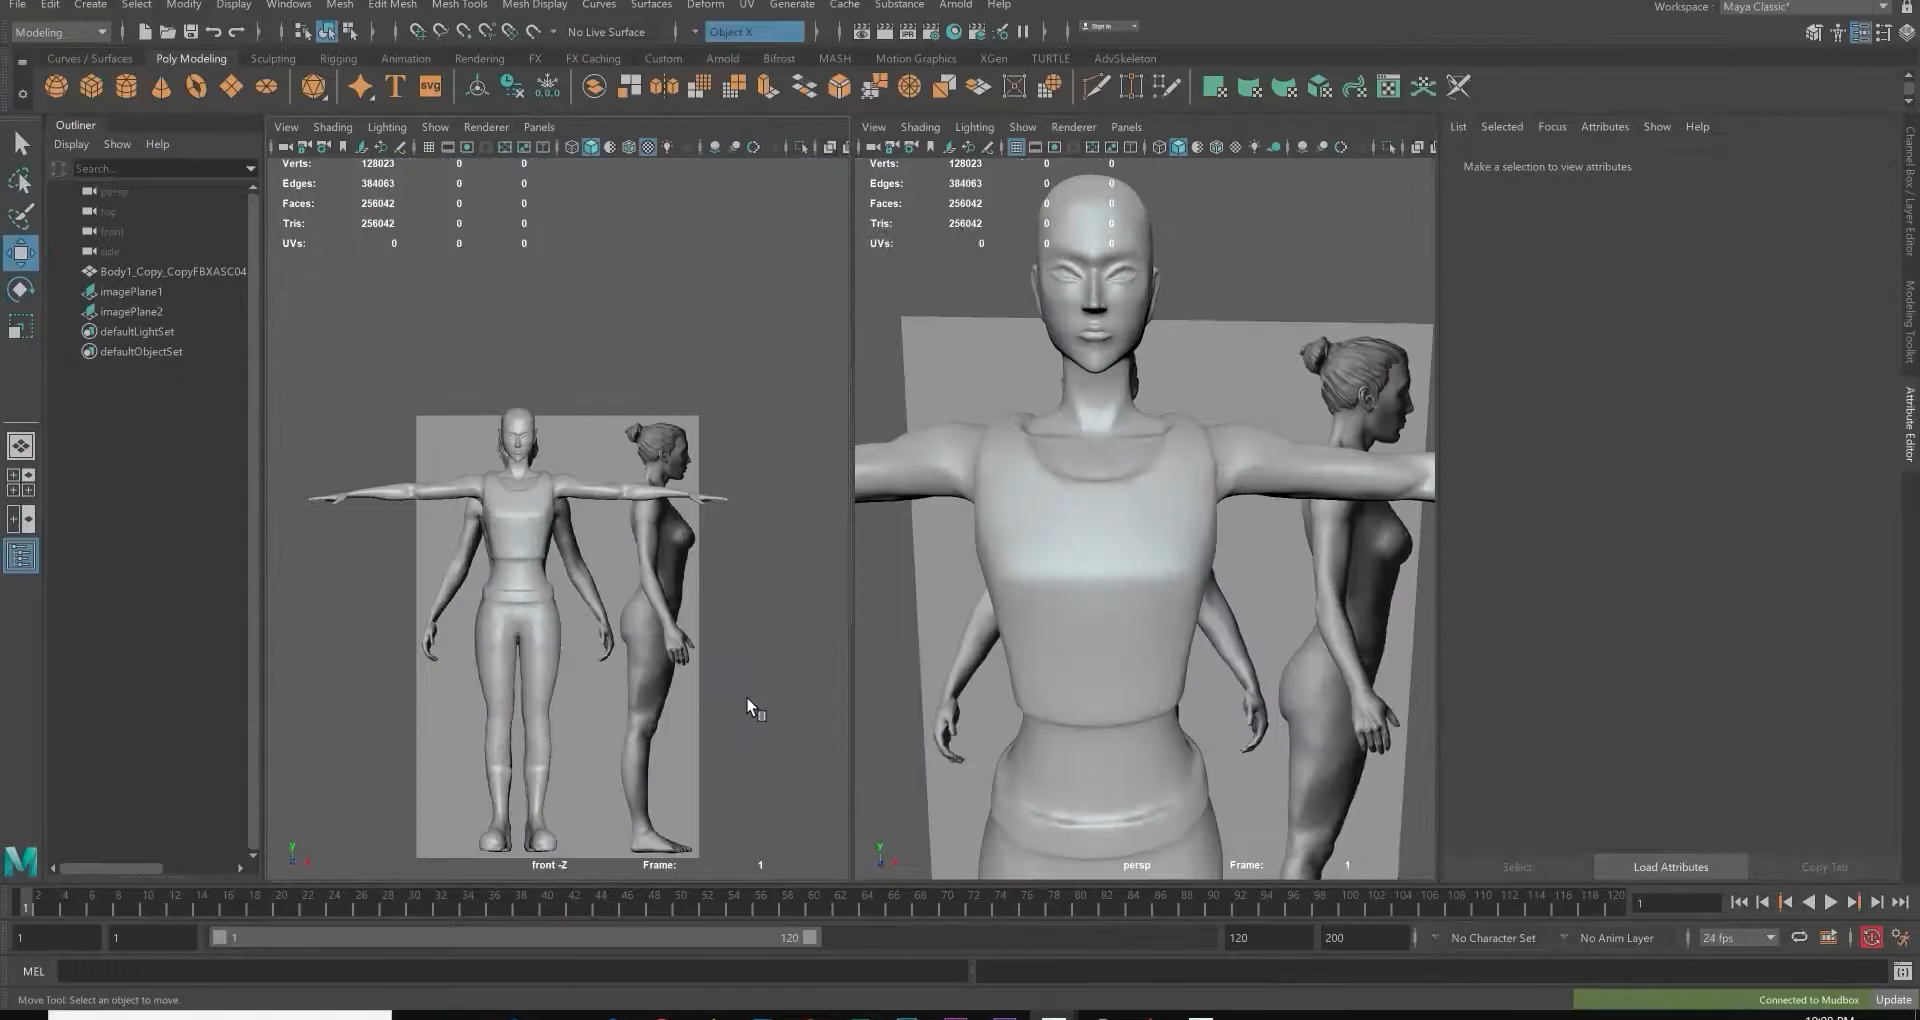 File Edit Create Select Modify Display Windows Mesh Edit Mesh Mesh Tools Mesh Display Curves Surfaces Deform UV Generate Cache Substance Arnold Help Workspace : Maya Classic*
Modeling No Live Surface Object X Sign in
Curves / Surfaces Poly Modeling Sculpting Rigging Animation Rendering FX FX Caching Custom Arnold Bifrost MASH Motion Graphics XGen TURTLE AdvSkeleton
T SVG 0,0,0
Outliner
Display Show Help
Search...
persp
top
front
side
Body1_Copy_CopyFBXASC04
imagePlane1
imagePlane2
defaultLightSet
defaultObjectSet
View Shading Lighting Show Renderer Panels
Verts: 128023 0 0
Edges: 384063 0 0
Faces: 256042 0 0
Tris: 256042 0 0
UVs: 0 0 0
front -Z Frame: 1
View Shading Lighting Show Renderer Panels
Verts: 128023 0 0
Edges: 384063 0 0
Faces: 256042 0 0
Tris: 256042 0 0
UVs: 0 0 0
persp Frame: 1
List Selected Focus Attributes Show Help
Make a selection to view attributes
Select Load Attributes Copy Tab
Channel Box / Layer Editor
Modeling Toolkit
Attribute Editor
1 2 4 6 8 10 12 14 16 18 20 22 24 26 28 30 32 34 36 38 40 42 44 46 48 50 52 54 56 58 60 62 64 66 68 70 72 74 76 78 80 82 84 86 88 90 92 94 96 98 100 102 104 106 108 110 112 114 116 118 120 1
1 1 1 120 120 200 No Character Set No Anim Layer 24 fps
MEL
Move Tool: Select an object to move. Connected to Mudbox Update